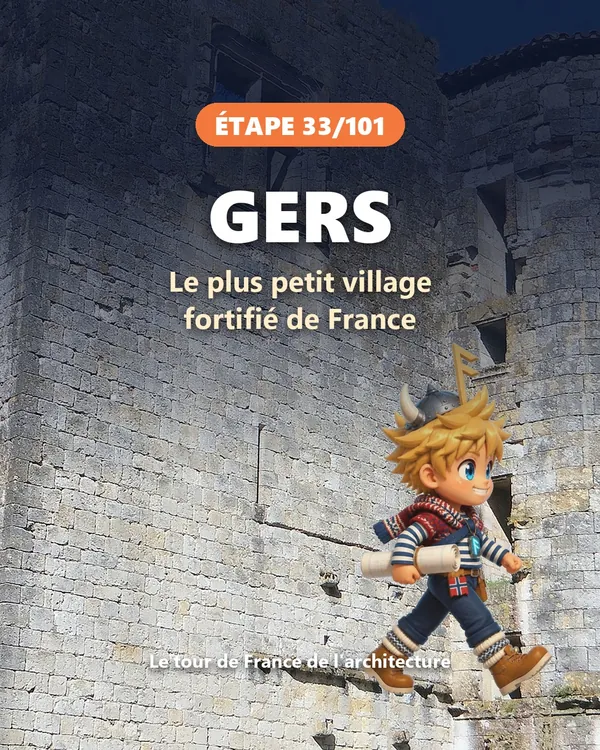 ÉTAPE 33/101
GERS
Le plus petit village
fortifié de France
Le tour de France de l'architecture